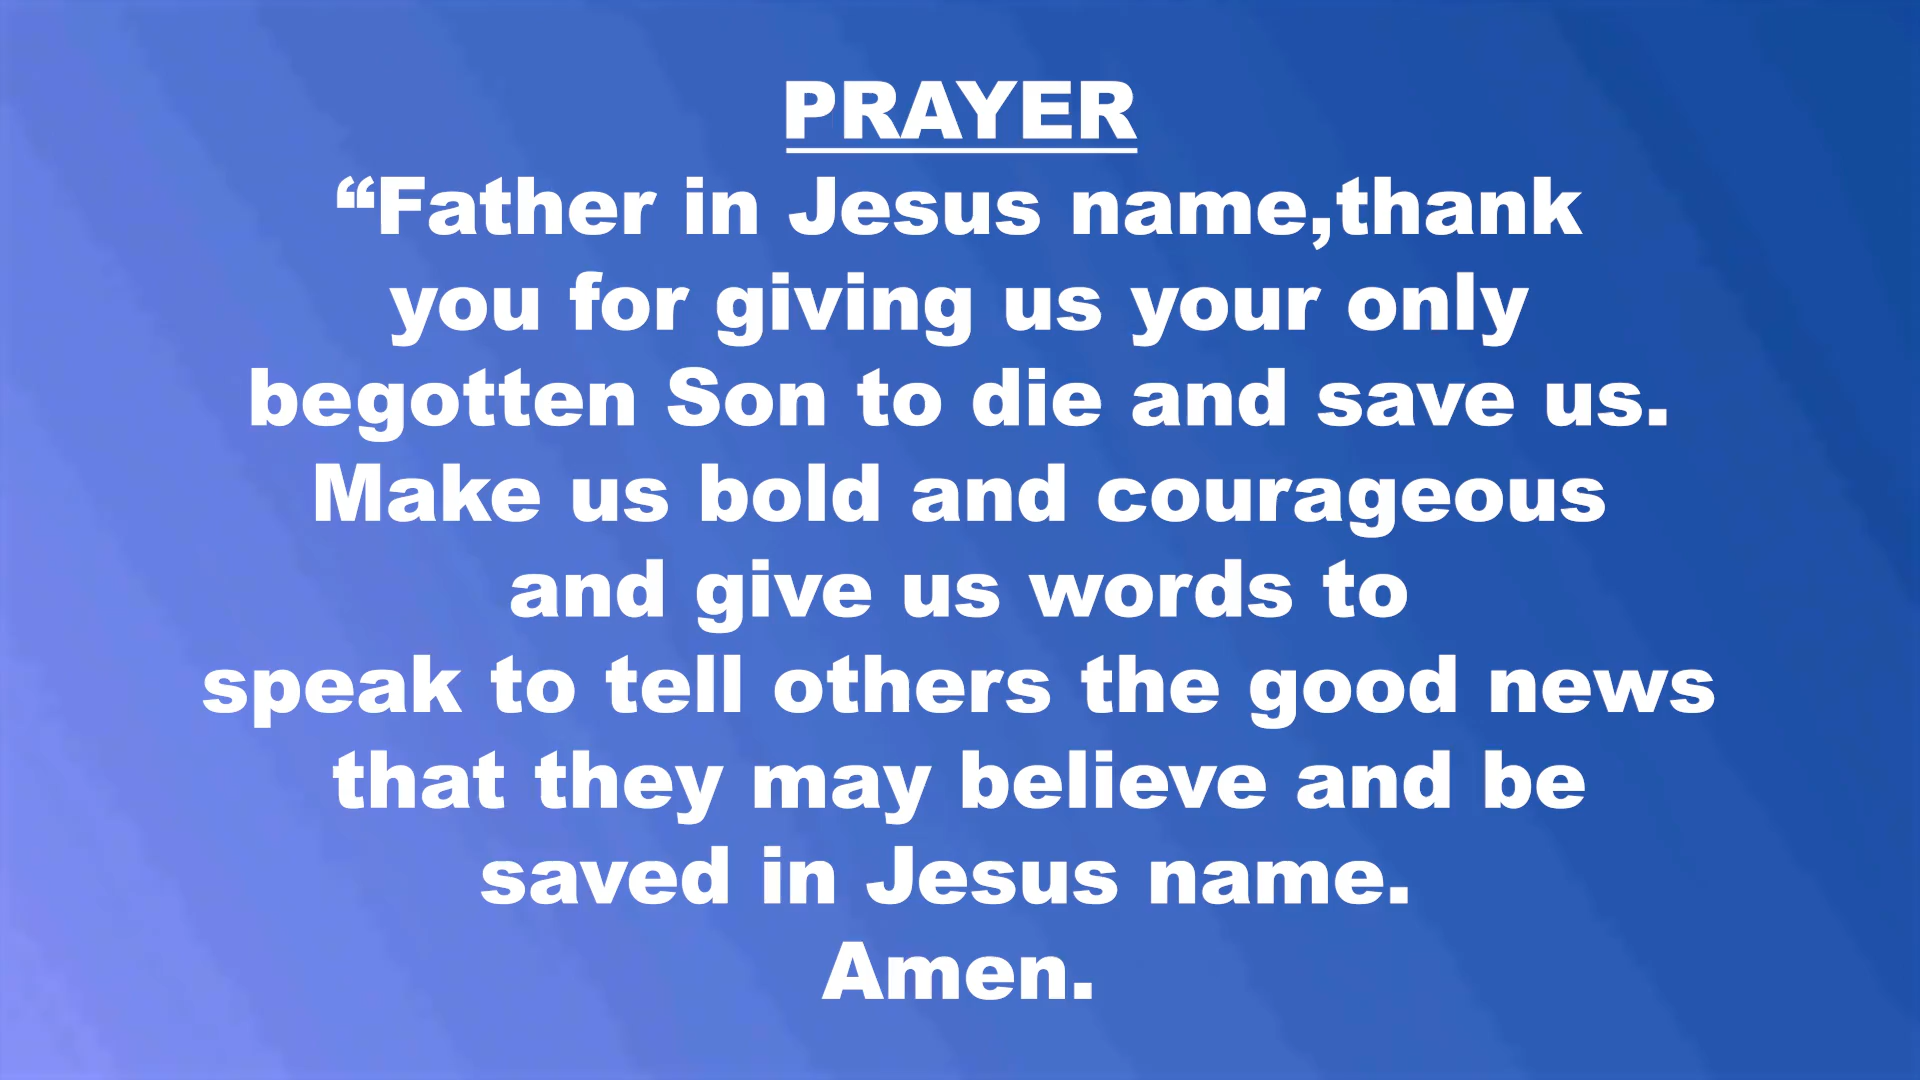 PRAYER
“Father in Jesus name,thank
you for giving us your only
begotten Son to die and save us.
Make us bold and courageous
and give us words to
speak to tell others the good news
that they may believe and be
saved in Jesus name.
Amen.